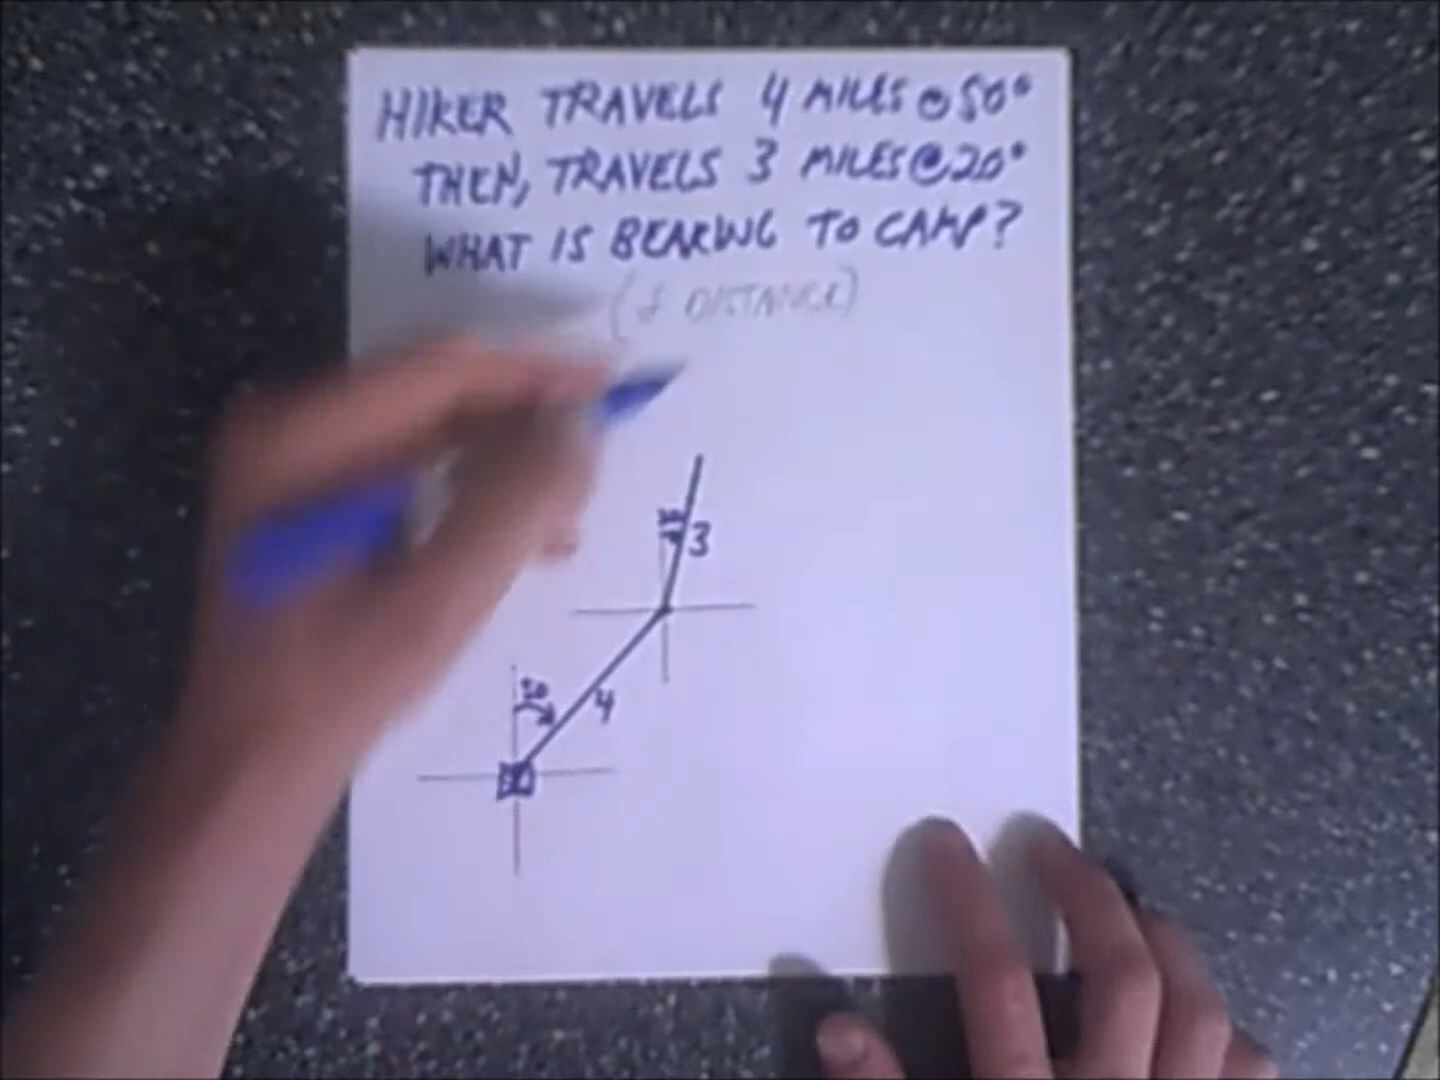 HIKER TRAVELS 4 MILES @ 50°
THEN, TRAVELS 3 MILES @ 20°
WHAT IS BEARING TO CAMP?
(& DISTANCE)
20
3
50
4